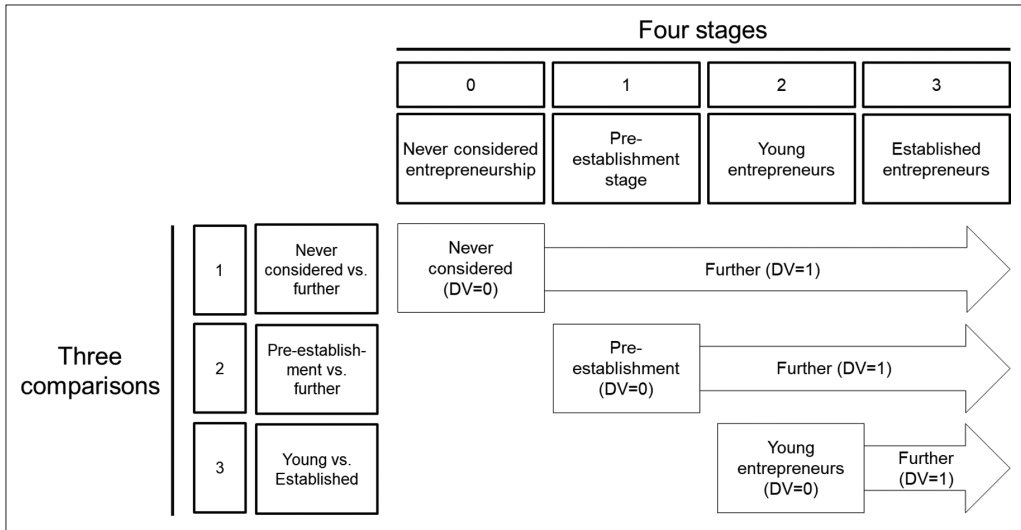 Four stages
0
1
2
3
Never considered
entrepreneurship
Pre-
establishment
stage
Young
entrepreneurs
Established
entrepreneurs
Three
comparisons
1
Never
considered vs.
further
Never
considered
(DV=0)
Further (DV=1)
2
Pre-establish-
ment vs.
further
Pre-
establishment
(DV=0)
Further (DV=1)
3
Young vs.
Established
Young
entrepreneurs
(DV=0)
Further
(DV=1)